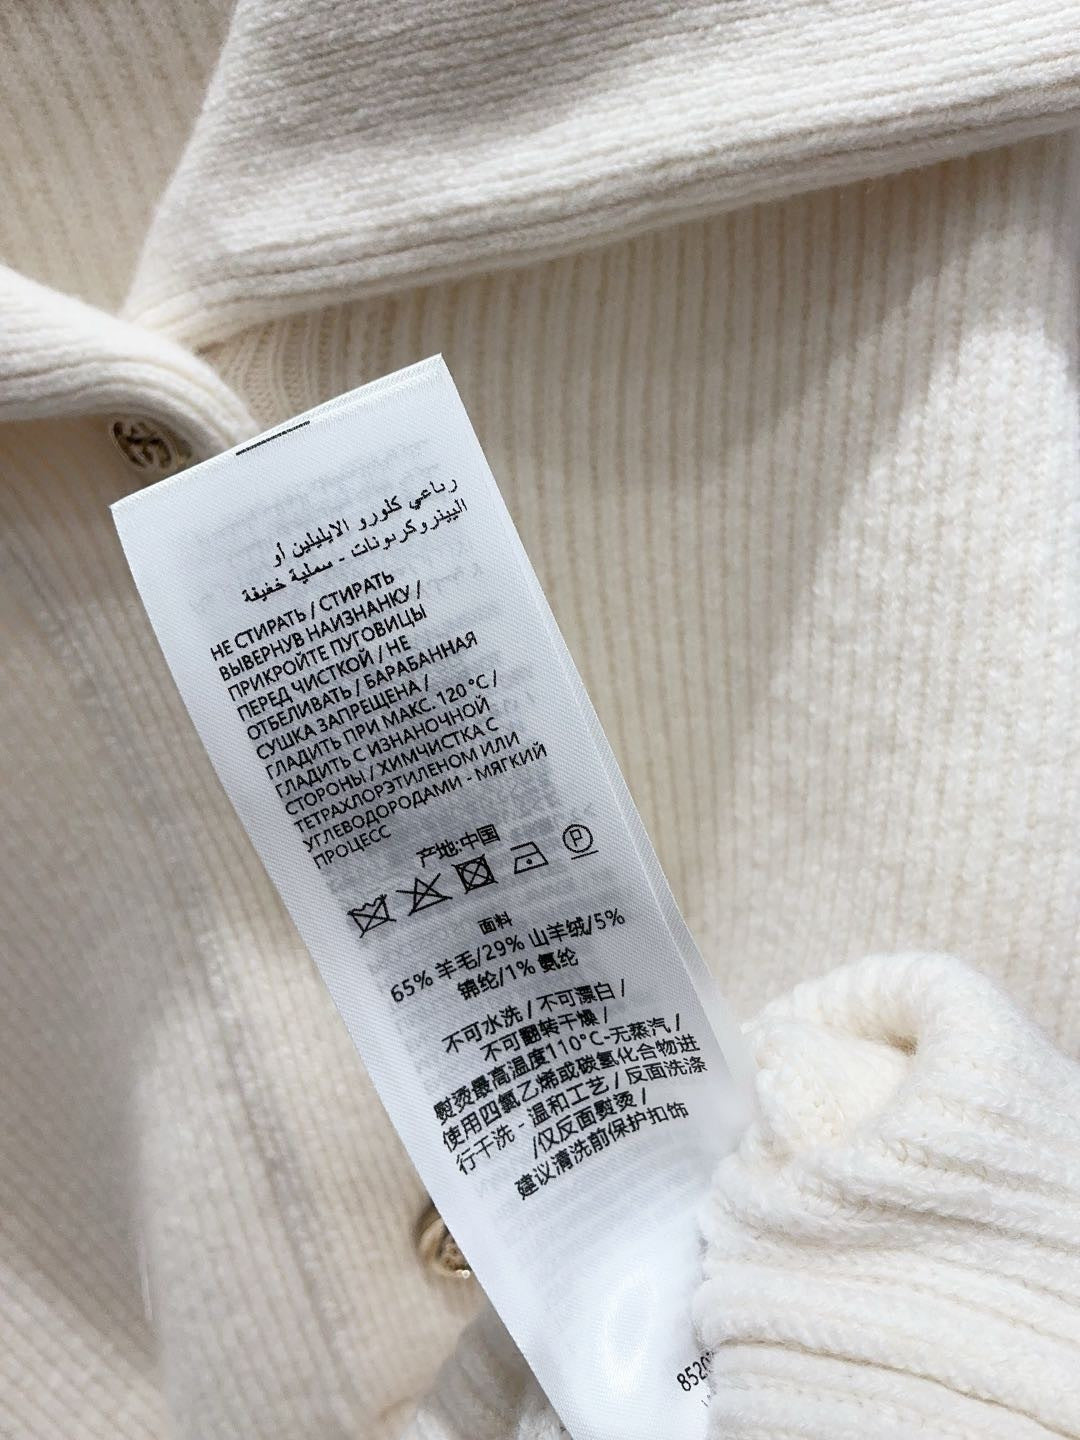 رباعي كلورو الايليلين أو
الهيدروكربونات - عملية خفيفة
НЕ СТИРАТЬ / СТИРАТЬ
ВЫВЕРНУВ НАИЗНАНКУ /
ПРИКРОЙТЕ ПУГОВИЦЫ
ПЕРЕД ЧИСТКОЙ / НЕ
ОТБЕЛИВАТЬ / БАРАБАННАЯ
СУШКА ЗАПРЕЩЕНА /
ГЛАДИТЬ ПРИ МАКС. 120 °C /
ГЛАДИТЬ С ИЗНАНОЧНОЙ
СТОРОНЫ / ХИМЧИСТКА С
ТЕТРАХЛОРЭТИЛЕНОМ ИЛИ
УГЛЕВОДОРОДАМИ - МЯГКИЙ
ПРОЦЕСС
产地:中国
P
面料
65% 羊毛/29% 山羊绒/5%
锦纶/1% 氨纶
不可水洗 / 不可漂白 /
不可翻转干燥 /
熨烫最高温度110°C-无蒸汽 /
使用四氯乙烯或碳氢化合物进
行干洗 - 温和工艺 / 反面洗涤
/仅反面熨烫 /
建议清洗前保护扣饰